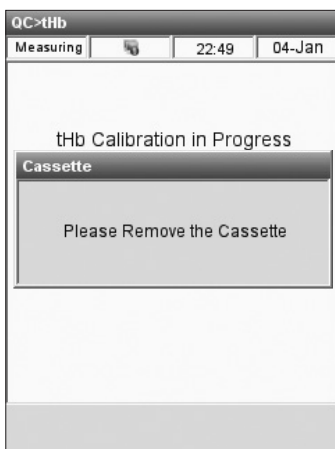 QC>tHb
Measuring 22:49 04-Jan
tHb Calibration in Progress
Cassette
Please Remove the Cassette